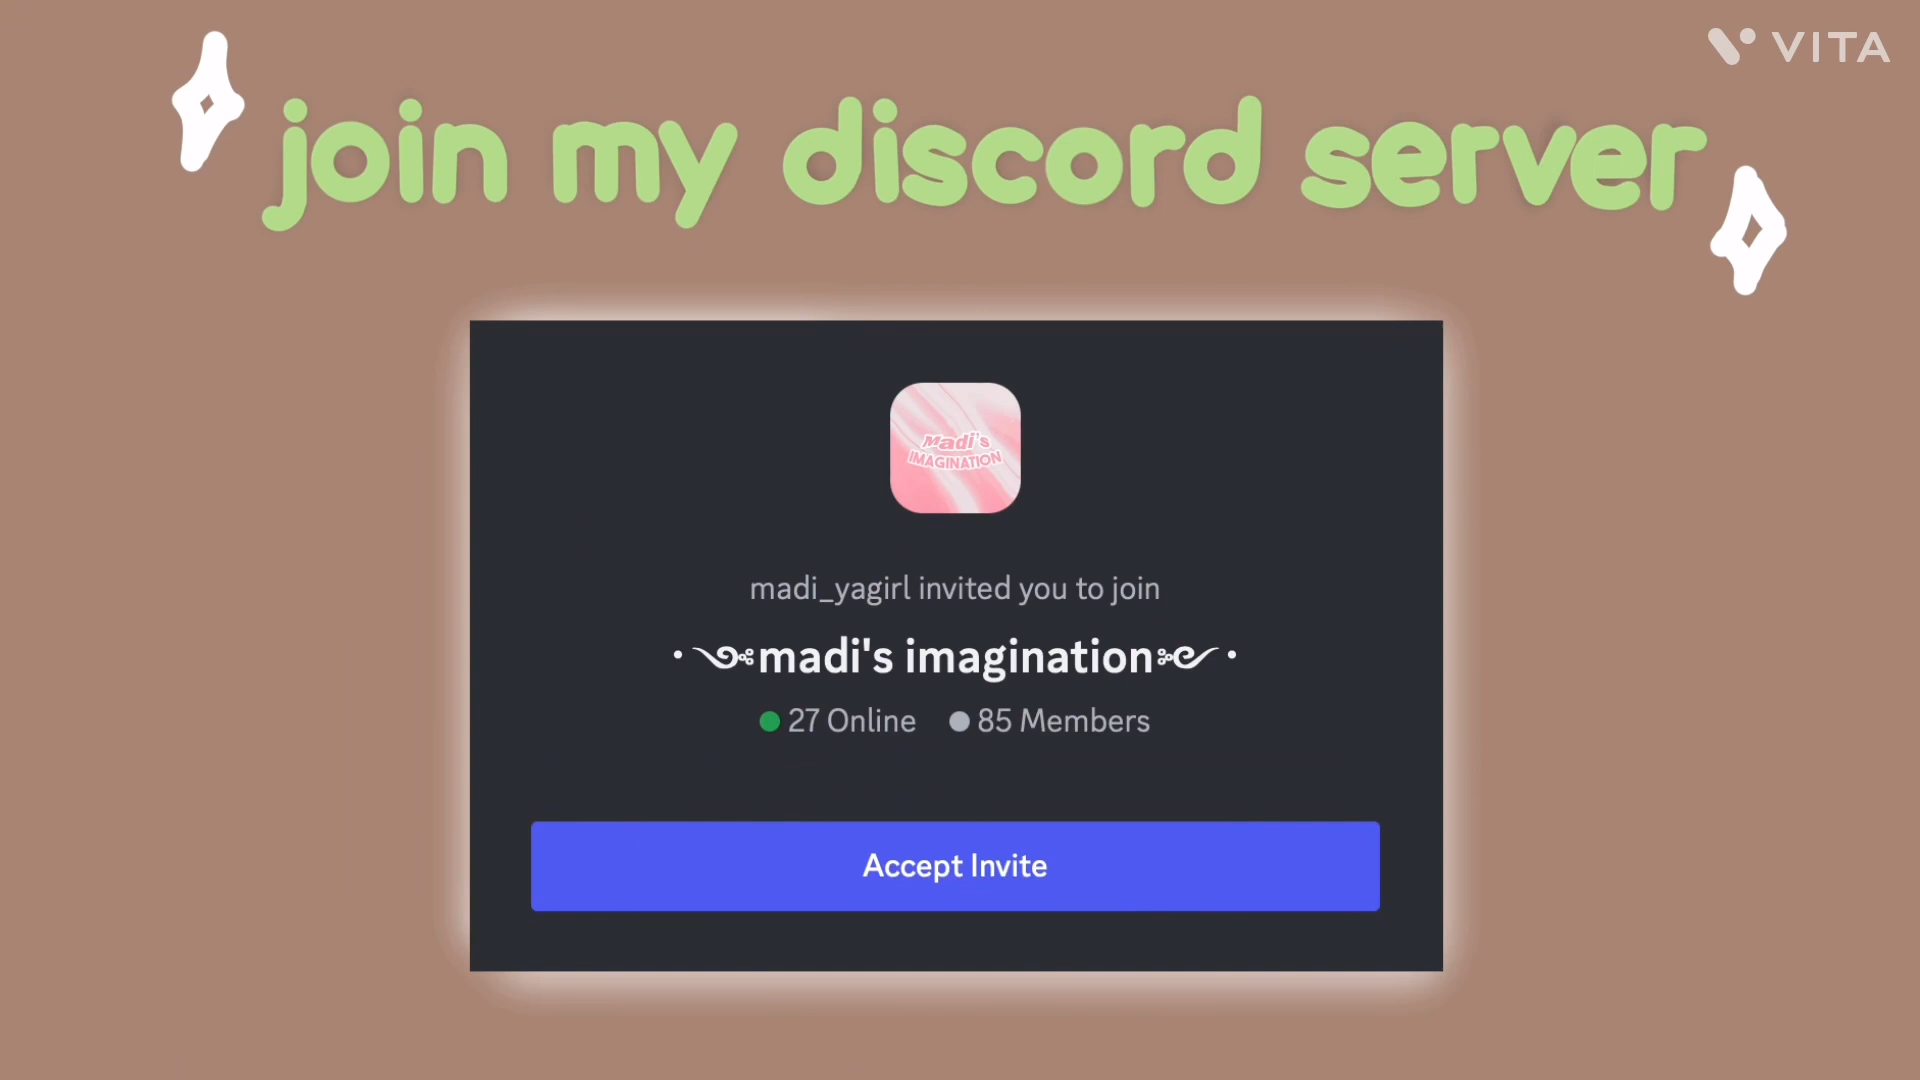 VITA
join my discord server
Madi's
IMAGINATION
madi_yagirl invited you to join
·༺madi's imagination༻·
27 Online 85 Members
Accept Invite